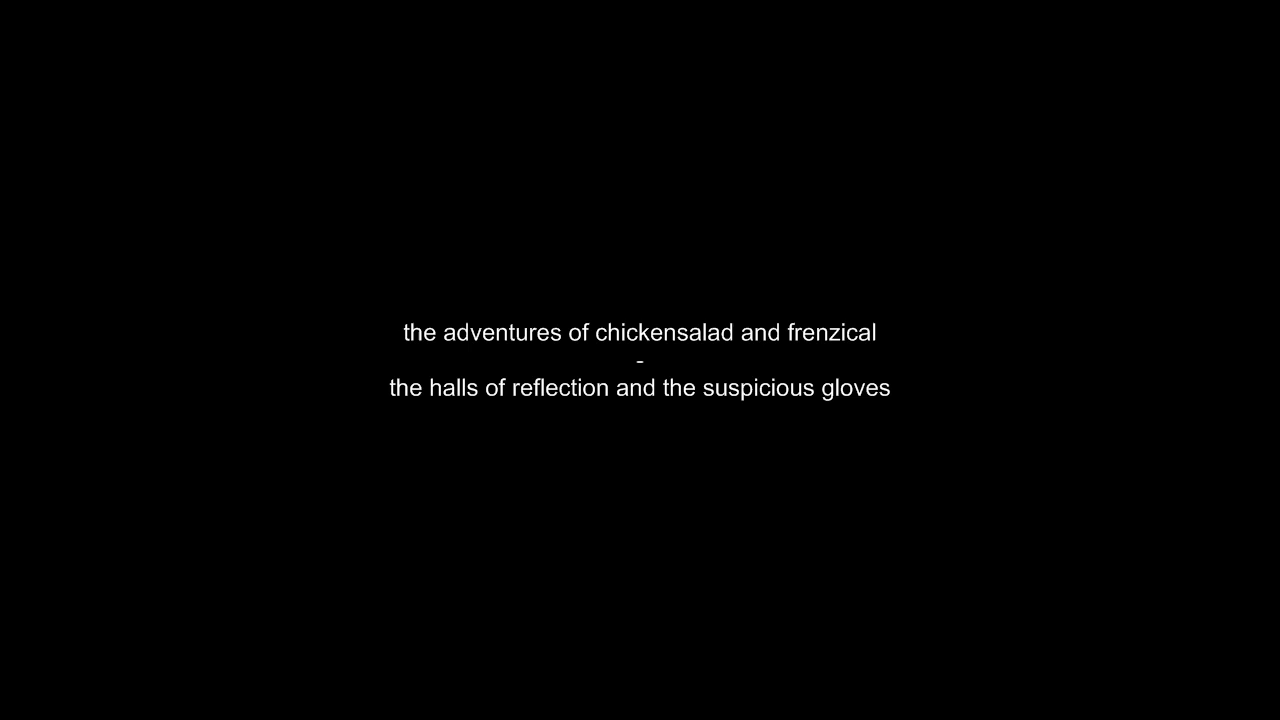 the adventures of chickensalad and frenzical
-
the halls of reflection and the suspicious gloves